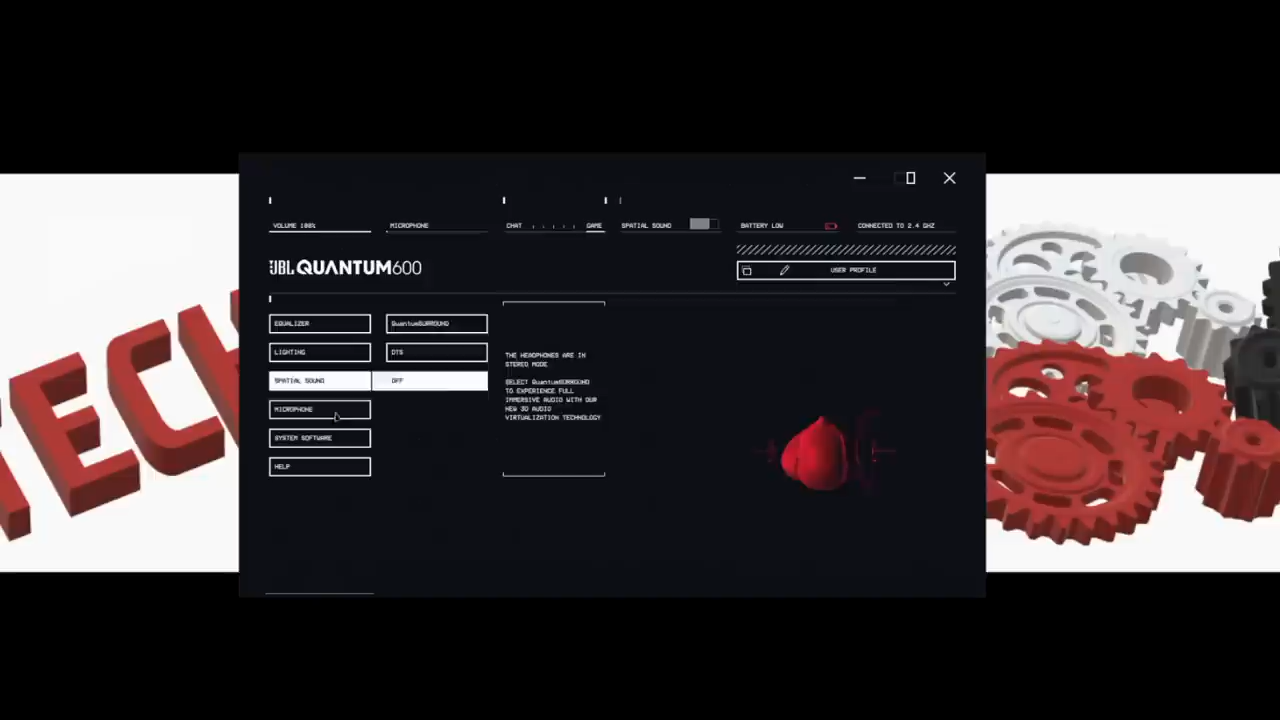 VOLUME 100%
MICROPHONE
CHAT
GAME
SPATIAL SOUND
BATTERY LOW
CONNECTED TO 2.4 GHZ
JBL QUANTUM600
USER PROFILE
EQUALIZER
QuantumSURROUND
LIGHTING
DTS
SPATIAL SOUND
OFF
MICROPHONE
SYSTEM SOFTWARE
HELP
THE HEADPHONES ARE IN
STEREO MODE
SELECT QuantumSURROUND
TO EXPERIENCE FULL
IMMERSIVE AUDIO WITH OUR
NEW 3D AUDIO
VIRTUALIZATION TECHNOLOGY
TECH